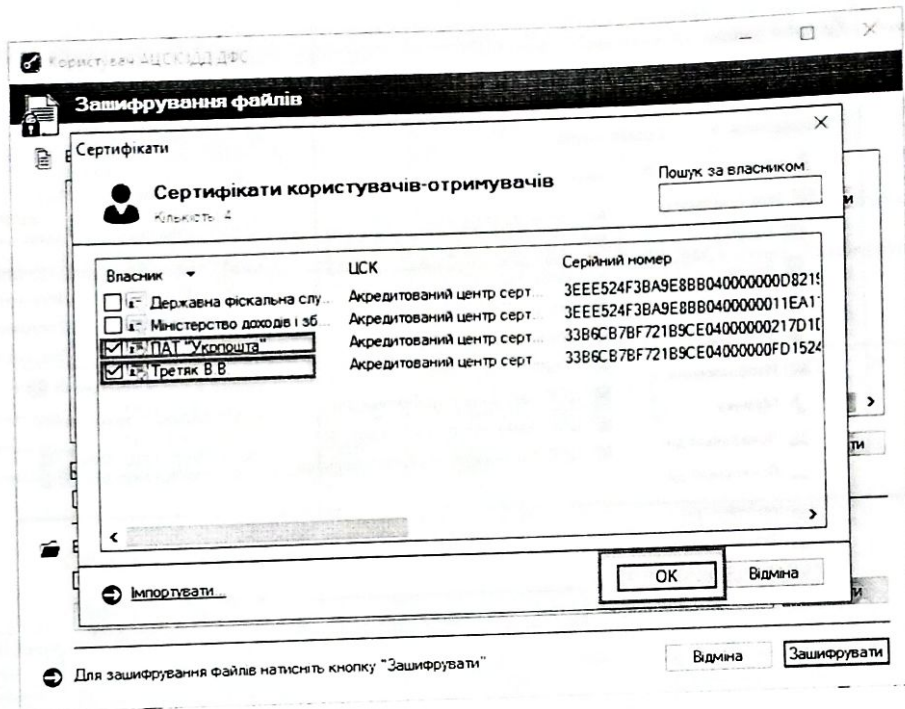 Користувач АЦСК ІДД ДФС
Зашифрування файлів
Сертифікати
Сертифікати користувачів-отримувачів
Кількість: 4
Пошук за власником:
Власник ЦСК Серійний номер
Державна фіскальна слу... Акредитований центр серт... 3EEE524F3BA9E8BB040000000D821
Міністерство доходів і зб... Акредитований центр серт... 3EEE524F3BA9E8BB0400000011EA1
ПАТ "Укрпошта" Акредитований центр серт... 33B6CB7BF721B9CE04000000217D1
Третяк В.В. Акредитований центр серт... 33B6CB7BF721B9CE04000000FD1524
Імпортувати...
OK Відміна
Для зашифрування файлів натисніть кнопку "Зашифрувати"
Відміна Зашифрувати